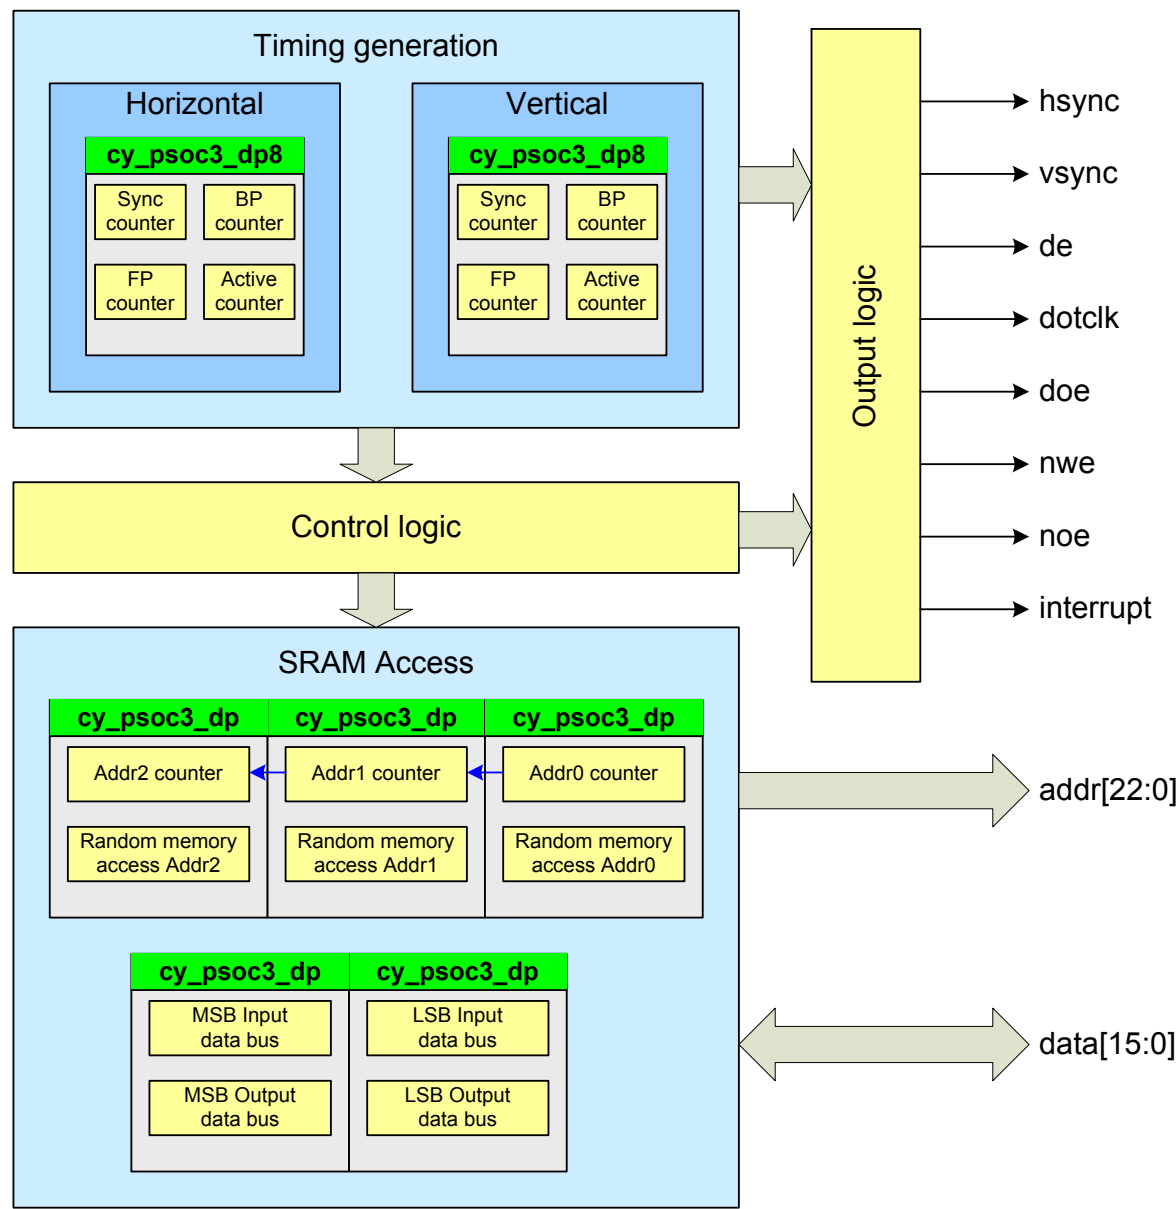 Timing generation
Horizontal
cy_psoc3_dp8
Sync
counter
BP
counter
FP
counter
Active
counter
Vertical
cy_psoc3_dp8
Sync
counter
BP
counter
FP
counter
Active
counter
Control logic
Output logic
hsync
vsync
de
dotclk
doe
nwe
noe
interrupt
SRAM Access
cy_psoc3_dp
cy_psoc3_dp
cy_psoc3_dp
Addr2 counter
Addr1 counter
Addr0 counter
Random memory
access Addr2
Random memory
access Addr1
Random memory
access Addr0
addr[22:0]
cy_psoc3_dp
cy_psoc3_dp
MSB Input
data bus
LSB Input
data bus
MSB Output
data bus
LSB Output
data bus
data[15:0]